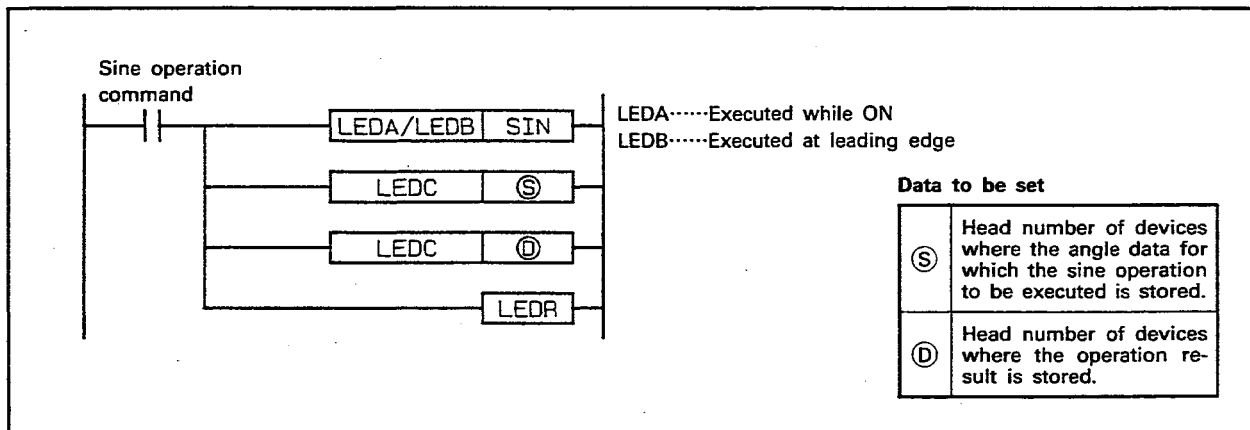 Sine operation
command
LEDA/LEDB SIN
LEDA······Executed while ON
LEDB······Executed at leading edge
LEDC Ⓢ
LEDC Ⓓ
LEDR
Data to be set
Ⓢ Head number of devices
where the angle data for
which the sine operation
to be executed is stored.
Ⓓ Head number of devices
where the operation re-
sult is stored.